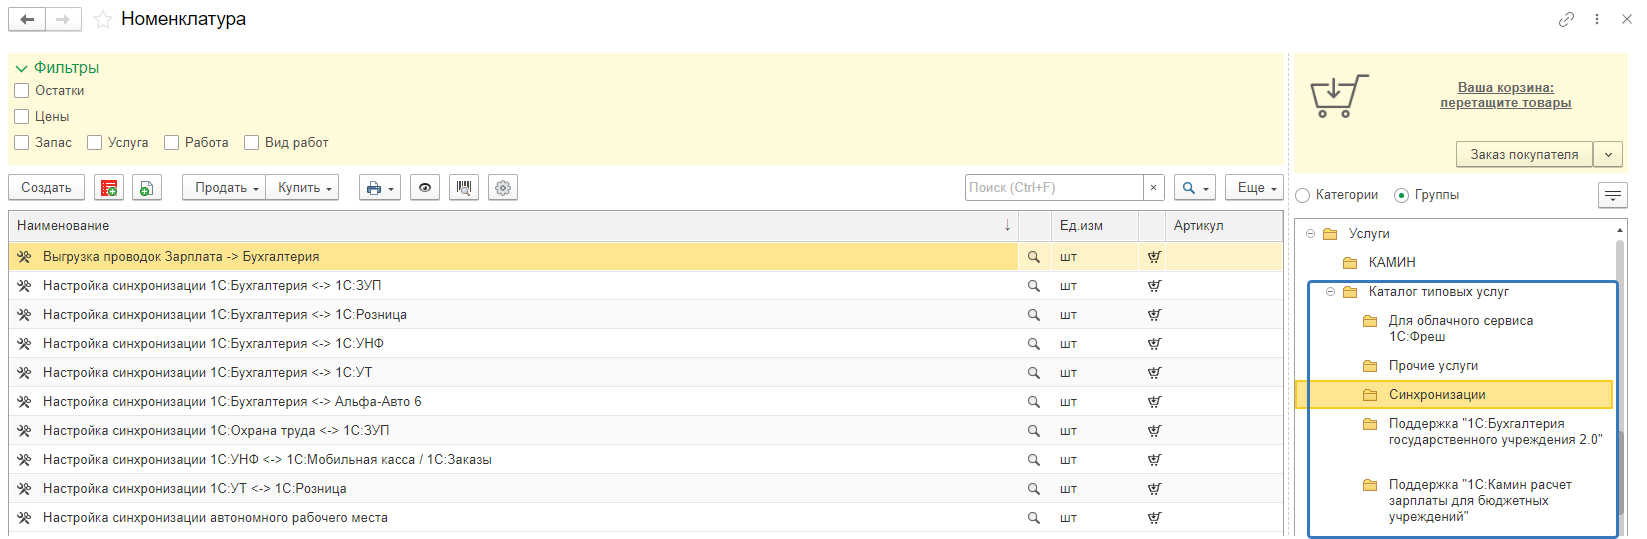 Номенклатура
Фильтры
Остатки
Цены
Запас Услуга Работа Вид работ
Ваша корзина:
перетащите товары
Заказ покупателя
Создать Продать Купить Поиск (Ctrl+F) × Еще
Категории Группы
Наименование ↓ Ед.изм Артикул
Выгрузка проводок Зарплата -> Бухгалтерия шт
Настройка синхронизации 1С:Бухгалтерия <-> 1С:ЗУП шт
Настройка синхронизации 1С:Бухгалтерия <-> 1С:Розница шт
Настройка синхронизации 1С:Бухгалтерия <-> 1С:УНФ шт
Настройка синхронизации 1С:Бухгалтерия <-> 1С:УТ шт
Настройка синхронизации 1С:Бухгалтерия <-> Альфа-Авто 6 шт
Настройка синхронизации 1С:Охрана труда <-> 1С:ЗУП шт
Настройка синхронизации 1С:УНФ <-> 1С:Мобильная касса / 1С:Заказы шт
Настройка синхронизации 1С:УТ <-> 1С:Розница шт
Настройка синхронизации автономного рабочего места шт
Услуги
КАМИН
Каталог типовых услуг
Для облачного сервиса
1С:Фреш
Прочие услуги
Синхронизации
Поддержка "1С:Бухгалтерия
государственного учреждения 2.0"
Поддержка "1С:Камин расчет
зарплаты для бюджетных
учреждений"